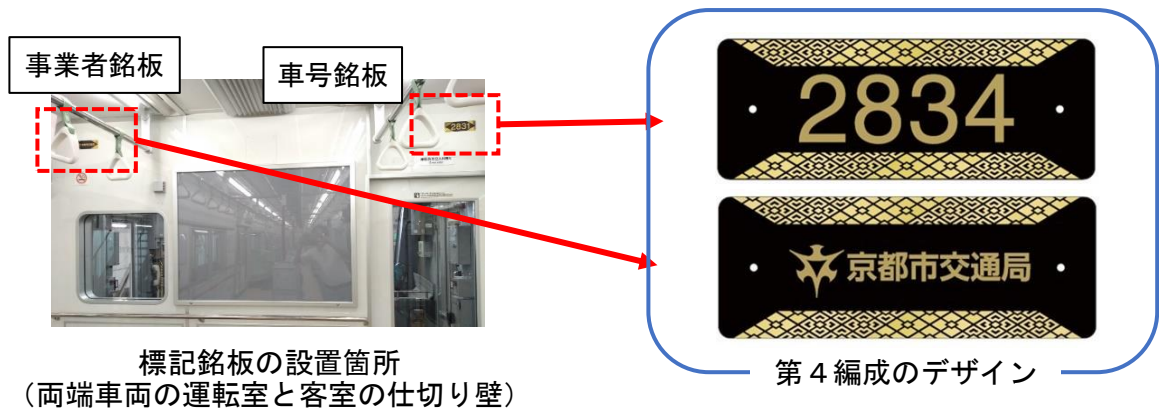 事業者銘板
車号銘板
2831
2834
京都市交通局
標記銘板の設置箇所
（両端車両の運転室と客室の仕切り壁）
第４編成のデザイン